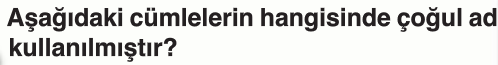 Aşağıdaki cümlelerin hangisinde çoğul ad
kullanılmıştır?